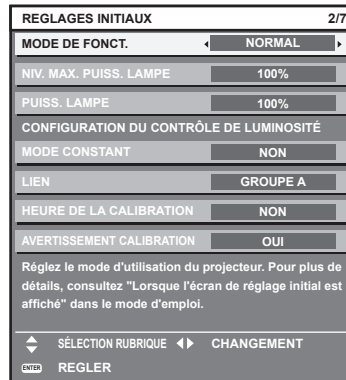 REGLAGES INITIAUX 2/7
MODE DE FONCT. NORMAL
NIV. MAX. PUISS. LAMPE 100%
PUISS. LAMPE 100%
CONFIGURATION DU CONTRÔLE DE LUMINOSITÉ
MODE CONSTANT NON
LIEN GROUPE A
HEURE DE LA CALIBRATION NON
AVERTISSEMENT CALIBRATION OUI
Réglez le mode d'utilisation du projecteur. Pour plus de
détails, consultez "Lorsque l'écran de réglage initial est
affiché" dans le mode d'emploi.
SÉLECTION RUBRIQUE CHANGEMENT
ENTER REGLER